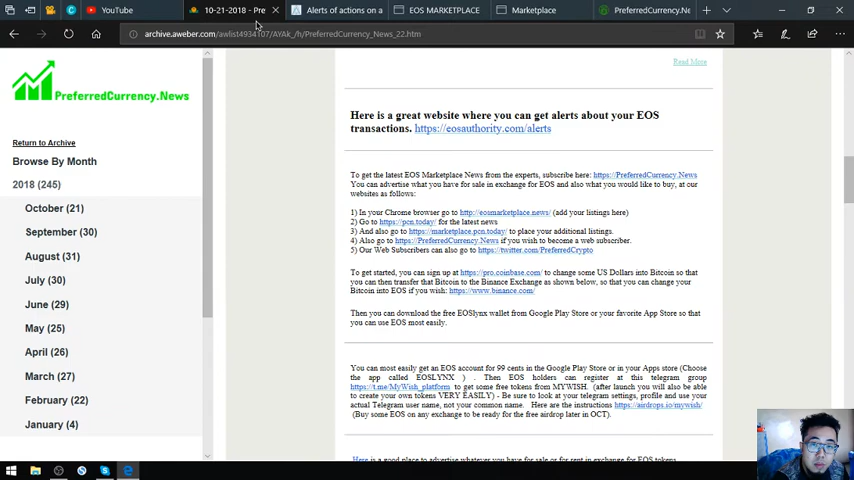 YouTube
10-21-2018 - Pre
Alerts of actions on a
EOS MARKETPLACE
Marketplace
PreferredCurrency.Ne
archive.aweber.com/awlist4934107/AYAk_/h/PreferredCurrency_News_22.htm
PreferredCurrency.News
Return to Archive
Browse By Month
2018 (245)
October (21)
September (30)
August (31)
July (30)
June (29)
May (25)
April (26)
March (27)
February (22)
January (4)
Read More
Here is a great website where you can get alerts about your EOS
transactions. https://eosauthority.com/alerts
To get the latest EOS Marketplace News from the experts, subscribe here: https://PreferredCurrency.News
You can advertise what you have for sale in exchange for EOS and also what you would like to buy, at our
websites as follows:
1) In your Chrome browser go to http://eosmarketplace.news/ (add your listings here)
2) Go to https://pcn.today/ for the latest news
3) And also go to https://marketplace.pcn.today/ to place your additional listings.
4) Also go to https://PreferredCurrency.News if you wish to become a web subscriber.
5) Our Web Subscribers can also go to https://twitter.com/PreferredCrypto
To get started, you can sign up at https://pro.coinbase.com/ to change some US Dollars into Bitcoin so that
you can then transfer that Bitcoin to the Binance Exchange as shown below, so that you can change your
Bitcoin into EOS if you wish: https://www.binance.com/
Then you can download the free EOSlynx wallet from Google Play Store or your favorite App Store so that
you can use EOS most easily.
You can most easily get an EOS account for 99 cents in the Google Play Store or in your Apps store (Choose
the app called EOSLYNX ) . Then EOS holders can register at this telegram group
https://t.me/MyWish_platform to get some free tokens from MYWISH. (after launch you will also be able
to create your own tokens VERY EASILY) - Be sure to look at your telegram settings, profile and use your
actual Telegram user name, not your common name. Here are the instructions https://airdrops.io/mywish/
(Buy some EOS on any exchange to be ready for the free airdrop later in OCT).
Here is a good place to advertise whatever you have for sale or for rent in exchange for EOS tokens.